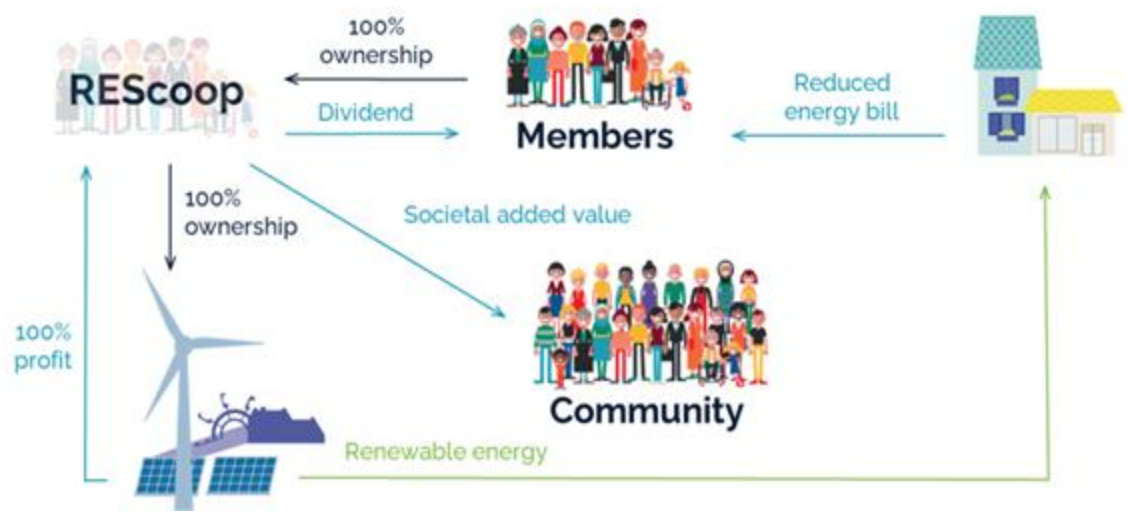 100%
ownership
REScoop
Dividend
Members
Reduced
energy bill
100%
ownership
Societal added value
100%
profit
Community
Renewable energy